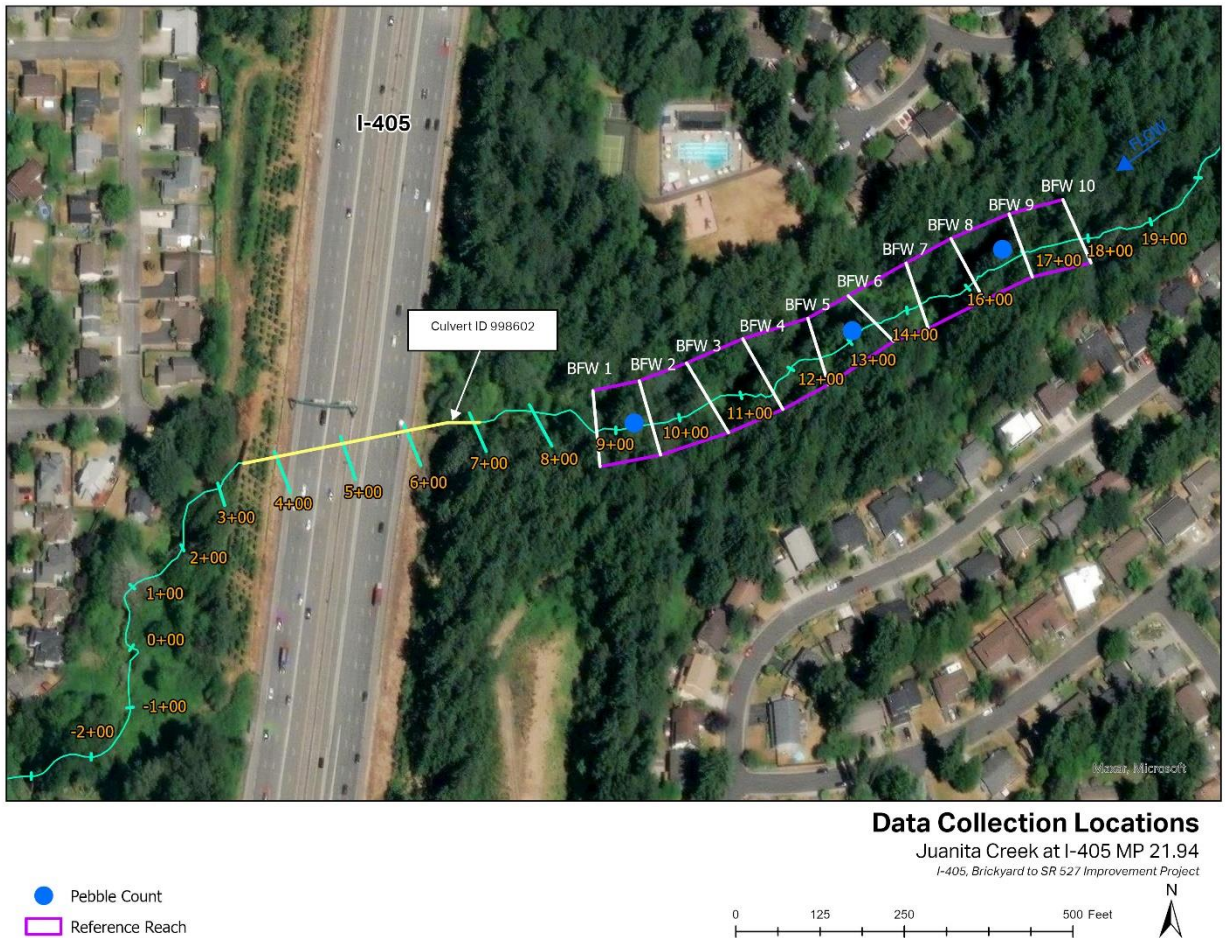 I-405
FLOW
Culvert ID 998602
BFW 1
BFW 2
BFW 3
BFW 4
BFW 5
BFW 6
BFW 7
BFW 8
BFW 9
BFW 10
-2+00
-1+00
0+00
1+00
2+00
3+00
4+00
5+00
6+00
7+00
8+00
9+00
10+00
11+00
12+00
13+00
14+00
16+00
17+00
18+00
19+00
Maxar, Microsoft
Data Collection Locations
Juanita Creek at I-405 MP 21.94
I-405, Brickyard to SR 527 Improvement Project
Pebble Count
Reference Reach
0 125 250 500 Feet
N